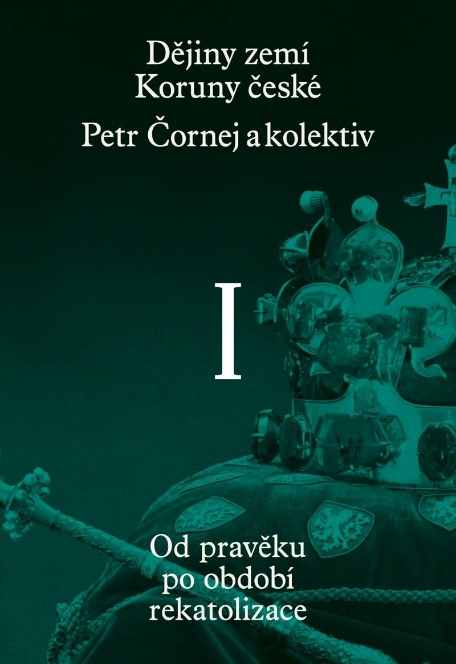 Dějiny zemí
Koruny české
Petr Čornej a kolektiv
I
Od pravěku
po období
rekatolizace